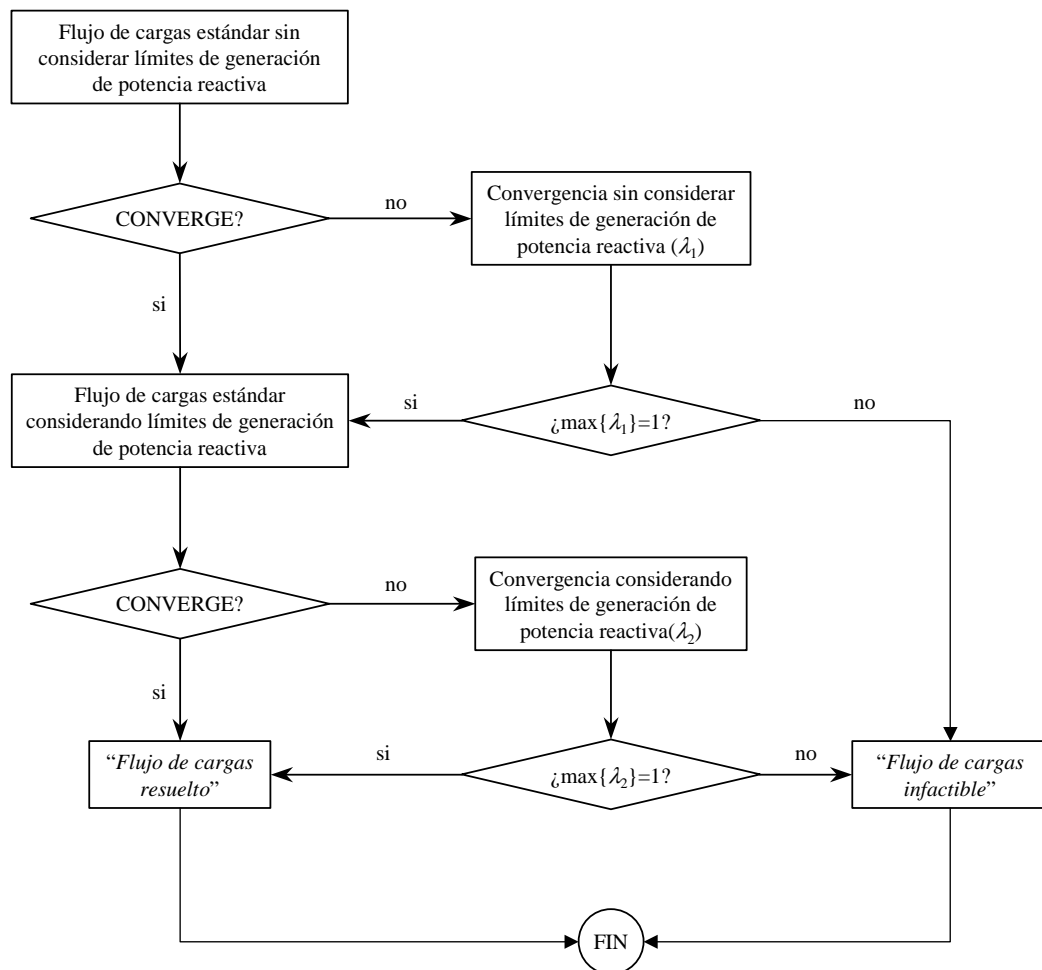 Flujo de cargas estándar sin
considerar límites de generación
de potencia reactiva
CONVERGE?
no
Convergencia sin considerar
límites de generación de
potencia reactiva (λ₁)
si
Flujo de cargas estándar
considerando límites de generación
de potencia reactiva
si
¿max{λ₁}=1?
no
CONVERGE?
no
Convergencia considerando
límites de generación de
potencia reactiva(λ₂)
si
“Flujo de cargas
resuelto”
si
¿max{λ₂}=1?
no
“Flujo de cargas
infactible”
FIN